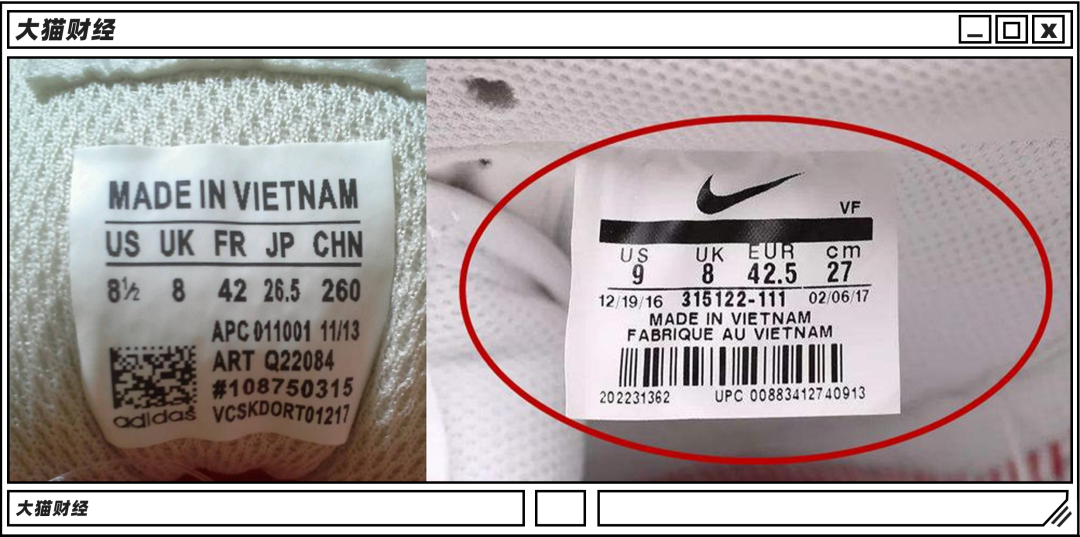 大猫财经
MADE IN VIETNAM
US UK FR JP CHN
8½ 8 42 26.5 260
APC 011001 11/13
ART Q22084
#108750315
adidas VCSKDORT01217
VF
US UK EUR cm
9 8 42.5 27
12/19/16 315122-111 02/06/17
MADE IN VIETNAM
FABRIQUE AU VIETNAM
202231362 UPC 00883412740913
大猫财经